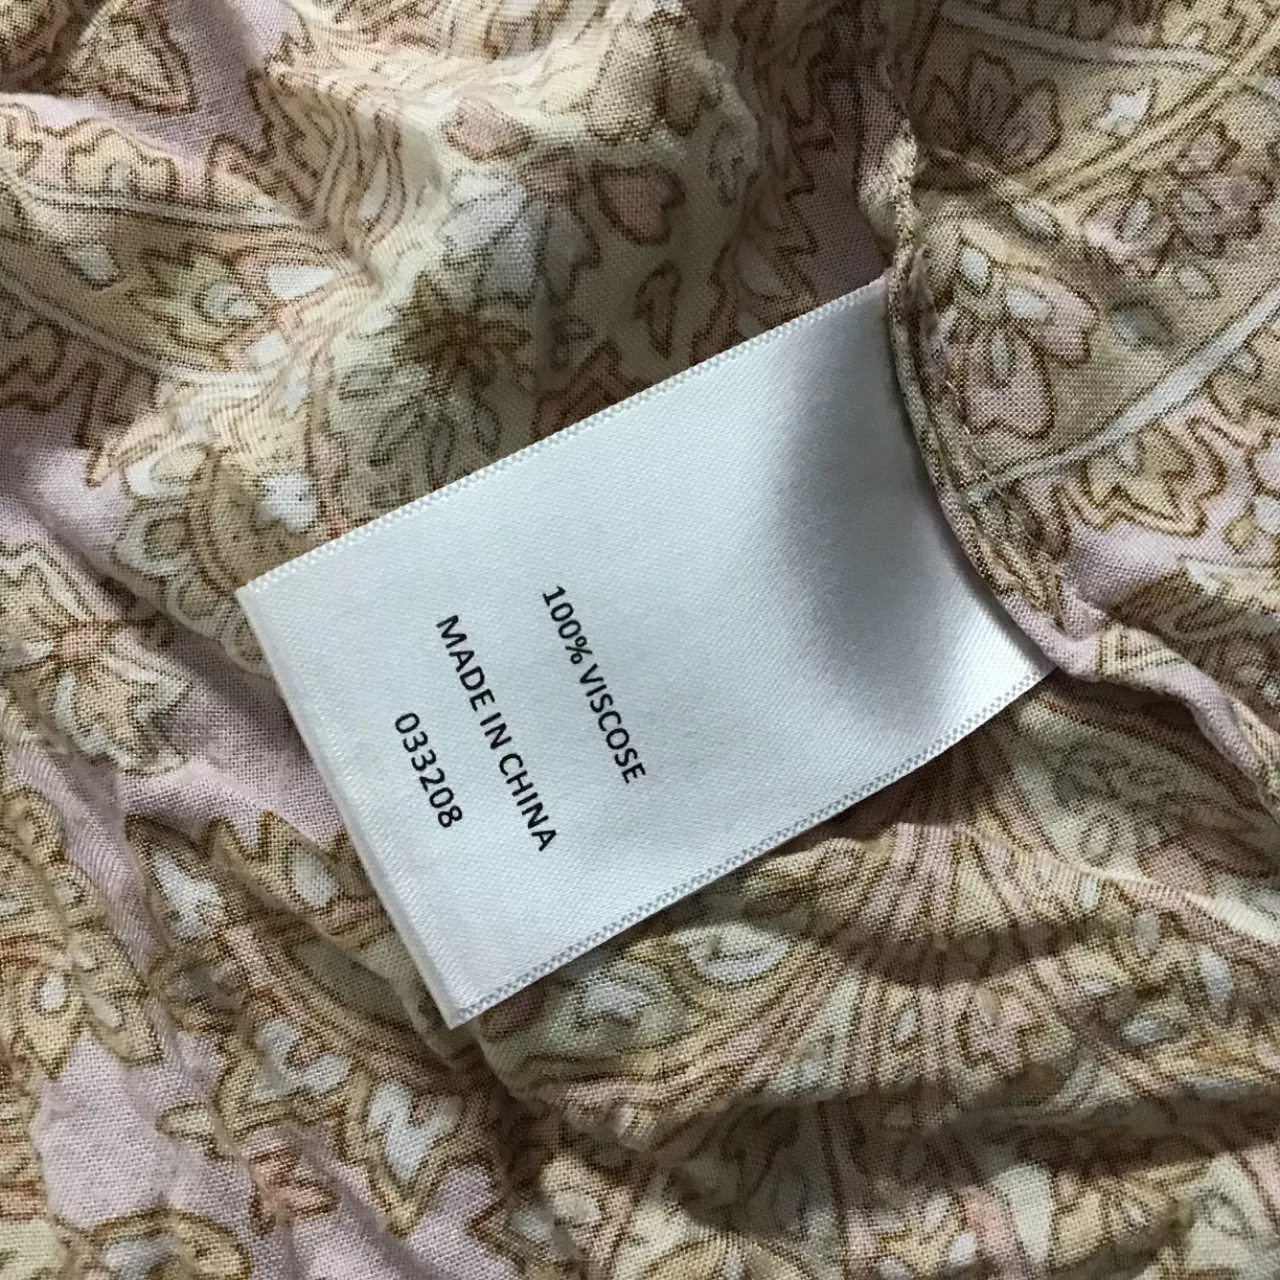 100% VISCOSE
MADE IN CHINA
033208